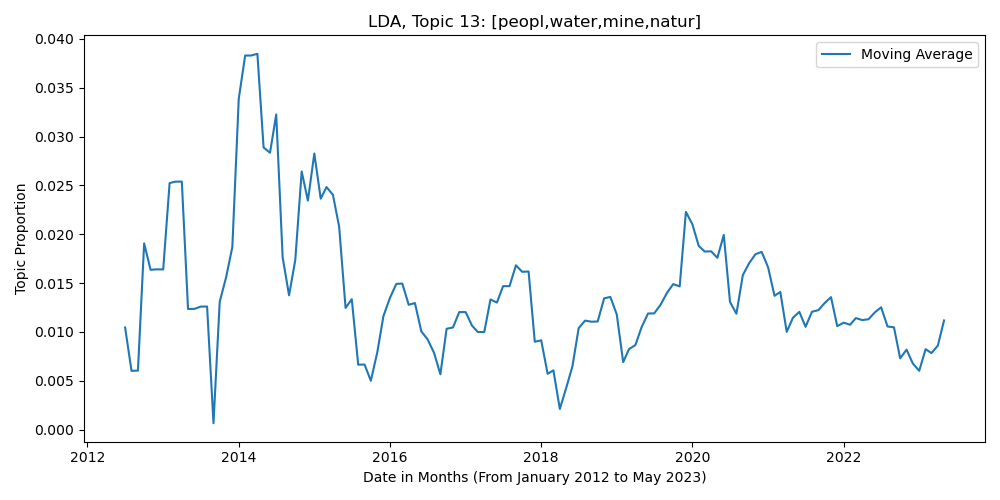 LDA, Topic 13: [peopl,water,mine,natur]
Moving Average
Topic Proportion
0.040
0.035
0.030
0.025
0.020
0.015
0.010
0.005
0.000
2012 2014 2016 2018 2020 2022
Date in Months (From January 2012 to May 2023)